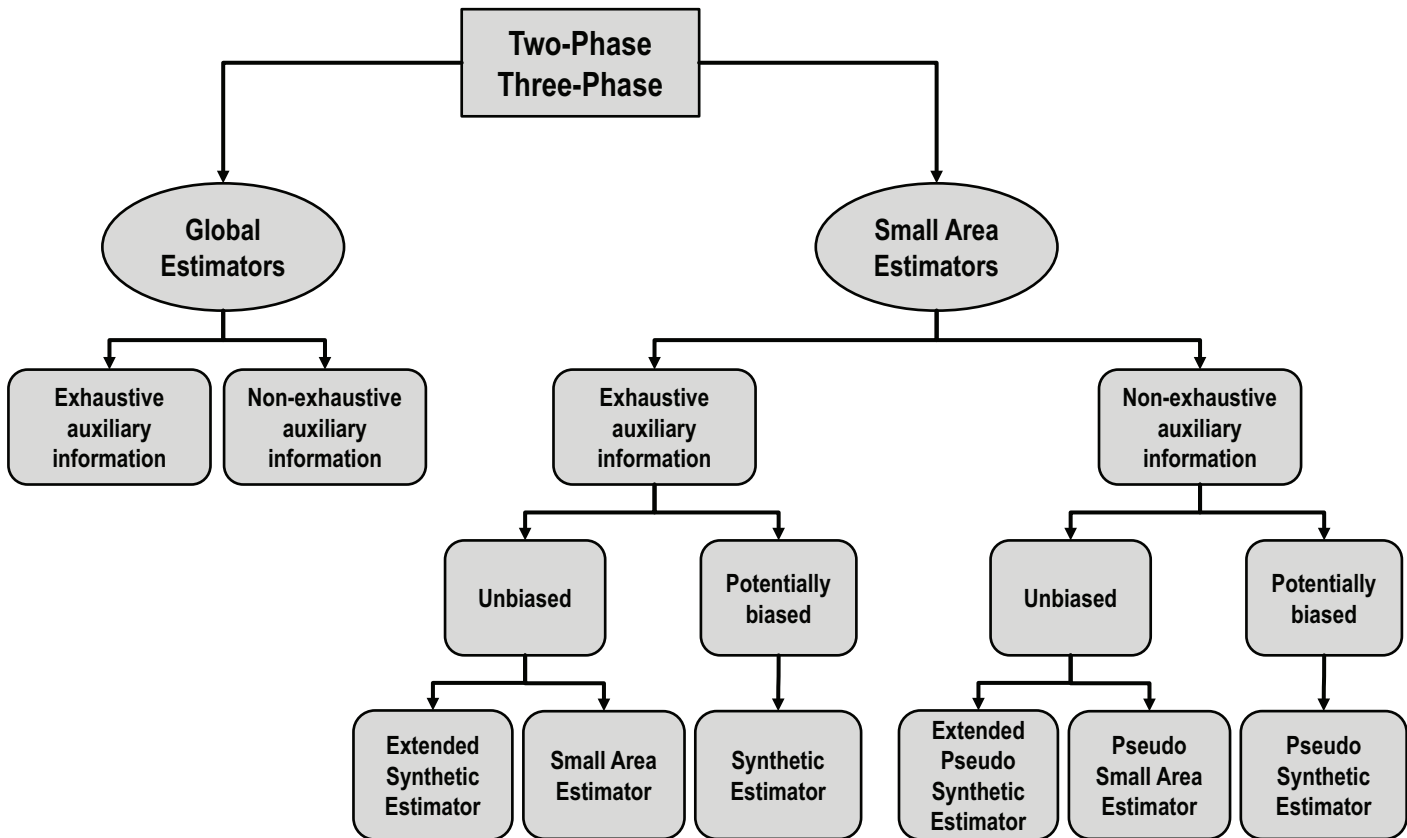 Two-Phase
Three-Phase
Global
Estimators
Small Area
Estimators
Exhaustive
auxiliary
information
Non-exhaustive
auxiliary
information
Exhaustive
auxiliary
information
Non-exhaustive
auxiliary
information
Unbiased
Potentially
biased
Unbiased
Potentially
biased
Extended
Synthetic
Estimator
Small Area
Estimator
Synthetic
Estimator
Extended
Pseudo
Synthetic
Estimator
Pseudo
Small Area
Estimator
Pseudo
Synthetic
Estimator